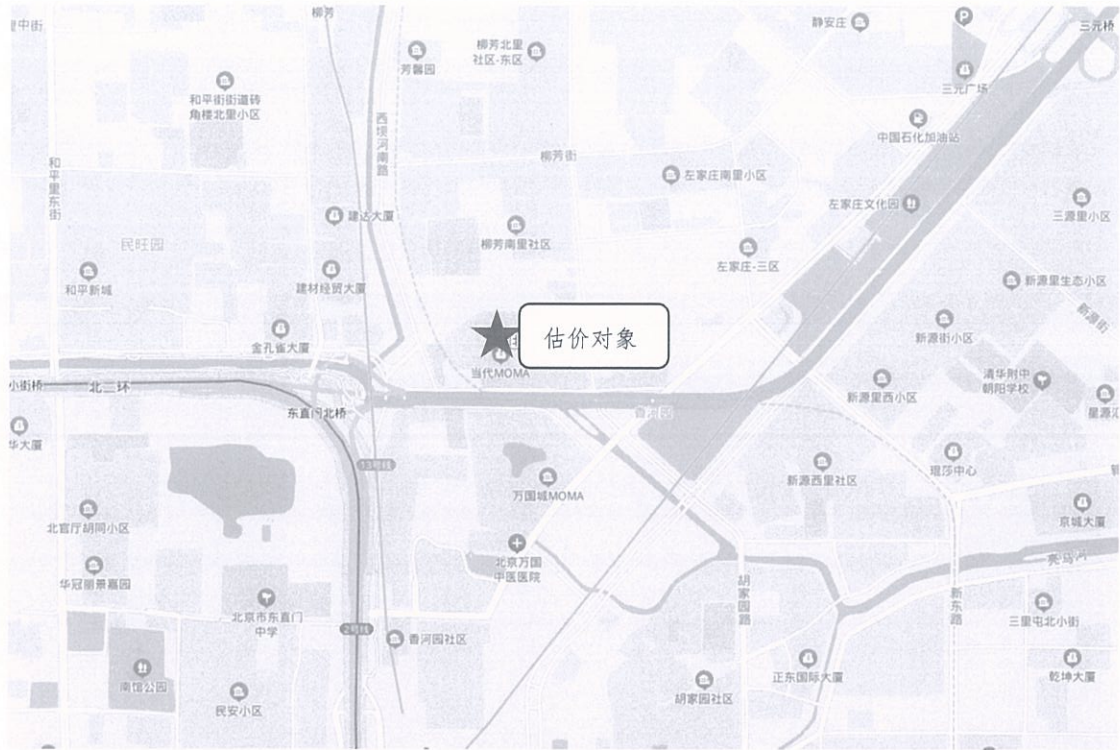 柳芳
静安庄
P
三元桥
里中街
芳馨园
柳芳北里
社区-东区
三元广场
和平街街道砖
角楼北里小区
中国石化加油站
西坝河南路
柳芳街
和平里东街
左家庄南里小区
建达大厦
左家庄文化园
三源里小区
民旺园
柳芳南里社区
左家庄-三区
和平新城
建材经贸大厦
新源里生态小区
新源街
金孔雀大厦
估价对象
新源街小区
当代MOMA
小街桥
北二环
清华附中
朝阳学校
新源里西小区
东直门北桥
华大厦
13号线
琨莎中心
新源西里社区
万国城MOMA
北官厅胡同小区
京城大厦
北京万国
中医医院
亮马河
华冠丽景嘉园
胡家园路
新东路
北京市东直门
中学
三里屯北小街
2号线
香河园社区
南馆公园
正东国际大厦
乾坤大厦
胡家园社区
民安小区